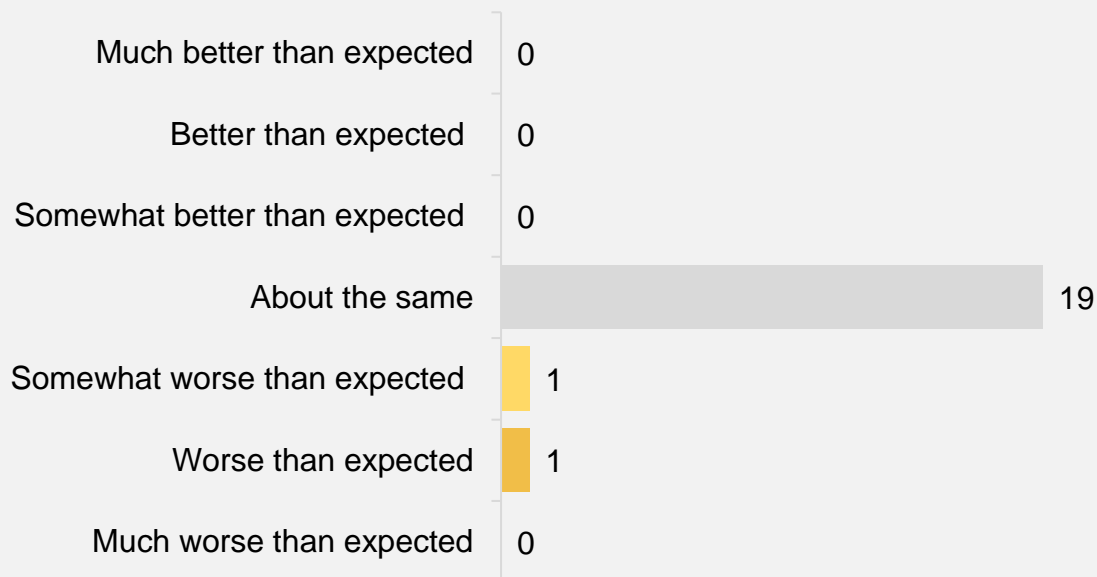 Much better than expected 0
Better than expected 0
Somewhat better than expected 0
About the same 19
Somewhat worse than expected 1
Worse than expected 1
Much worse than expected 0